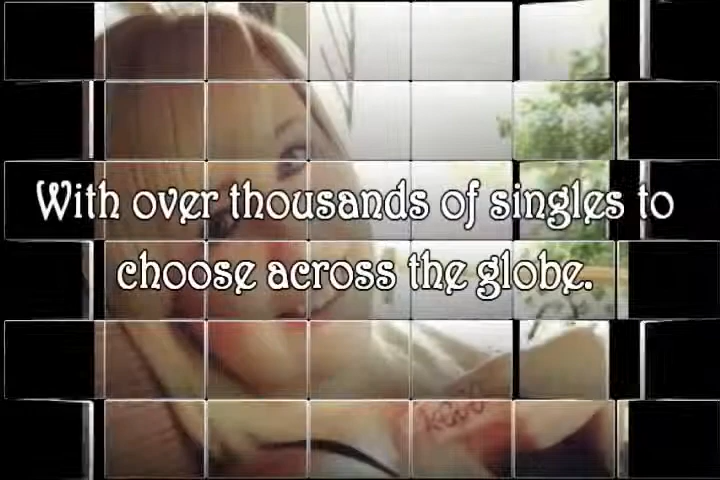 With over thousands of singles to
choose across the globe.